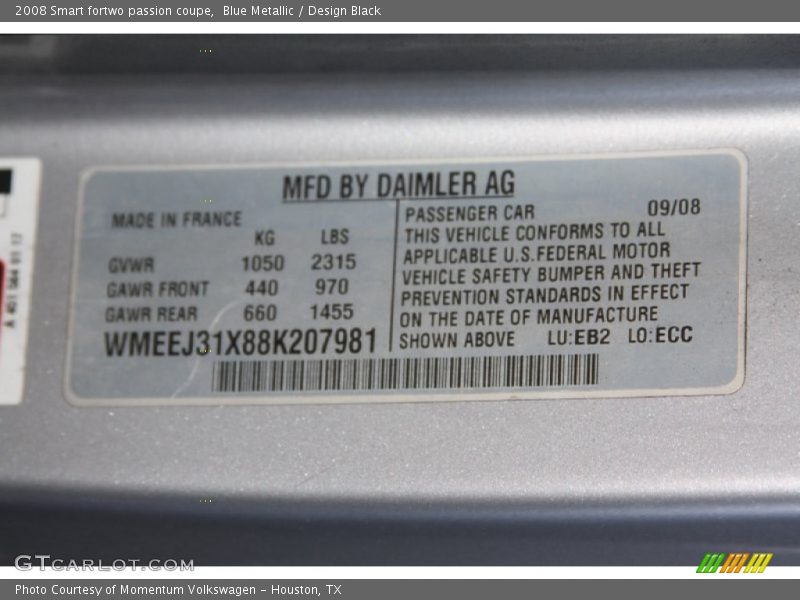 2008 Smart fortwo passion coupe,  Blue Metallic / Design Black
MFD BY DAIMLER AG
MADE IN FRANCE
KG LBS
GVWR 1050 2315
GAWR FRONT 440 970
GAWR REAR 660 1455
WMEEJ31X88K207981
PASSENGER CAR 09/08
THIS VEHICLE CONFORMS TO ALL
APPLICABLE U.S.FEDERAL MOTOR
VEHICLE SAFETY BUMPER AND THEFT
PREVENTION STANDARDS IN EFFECT
ON THE DATE OF MANUFACTURE
SHOWN ABOVE LU:EB2 LO:ECC
GTCARLOT.COM
Photo Courtesy of Momentum Volkswagen - Houston, TX